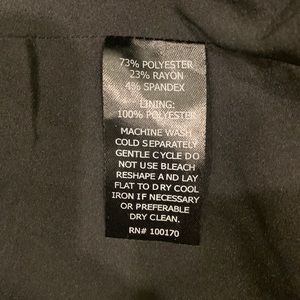 73% POLYESTER
23% RAYON
4% SPANDEX
LINING:
100% POLYESTER
MACHINE WASH
COLD SEPARATELY
GENTLE CYCLE DO
NOT USE BLEACH
RESHAPE AND LAY
FLAT TO DRY COOL
IRON IF NECESSARY
OR PREFERABLE
DRY CLEAN.
RN# 100170